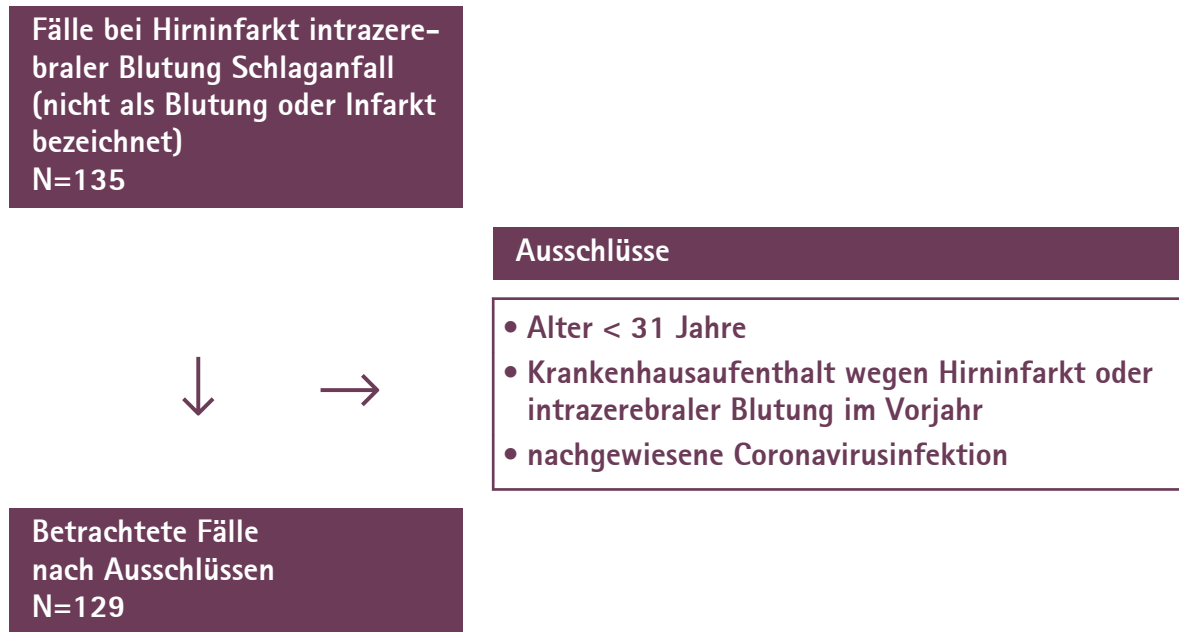 Fälle bei Hirninfarkt intrazere-
braler Blutung Schlaganfall
(nicht als Blutung oder Infarkt
bezeichnet)
N=135
Ausschlüsse
• Alter < 31 Jahre
• Krankenhausaufenthalt wegen Hirninfarkt oder
intrazerebraler Blutung im Vorjahr
• nachgewiesene Coronavirusinfektion
Betrachtete Fälle
nach Ausschlüssen
N=129